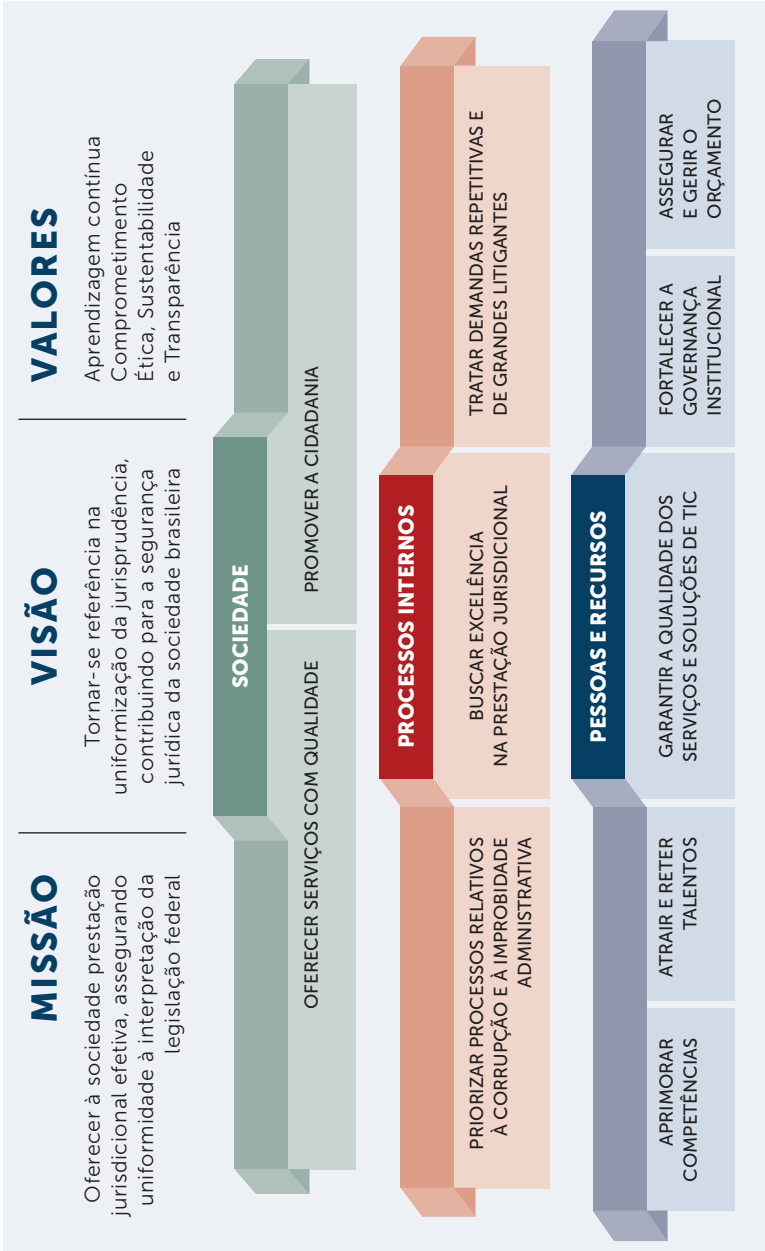 MISSÃO
Oferecer à sociedade prestação
jurisdicional efetiva, assegurando
uniformidade à interpretação da
legislação federal
VISÃO
Tornar-se referência na
uniformização da jurisprudência,
contribuindo para a segurança
jurídica da sociedade brasileira
VALORES
Aprendizagem contínua
Comprometimento
Ética, Sustentabilidade
e Transparência
SOCIEDADE
OFERECER SERVIÇOS COM QUALIDADE
PROMOVER A CIDADANIA
PROCESSOS INTERNOS
PRIORIZAR PROCESSOS RELATIVOS
À CORRUPÇÃO E À IMPROBIDADE
ADMINISTRATIVA
BUSCAR EXCELÊNCIA
NA PRESTAÇÃO JURISDICIONAL
TRATAR DEMANDAS REPETITIVAS E
DE GRANDES LITIGANTES
PESSOAS E RECURSOS
APRIMORAR
COMPETÊNCIAS
ATRAIR E RETER
TALENTOS
GARANTIR A QUALIDADE DOS
SERVIÇOS E SOLUÇÕES DE TIC
FORTALECER A
GOVERNANÇA
INSTITUCIONAL
ASSEGURAR
E GERIR O
ORÇAMENTO